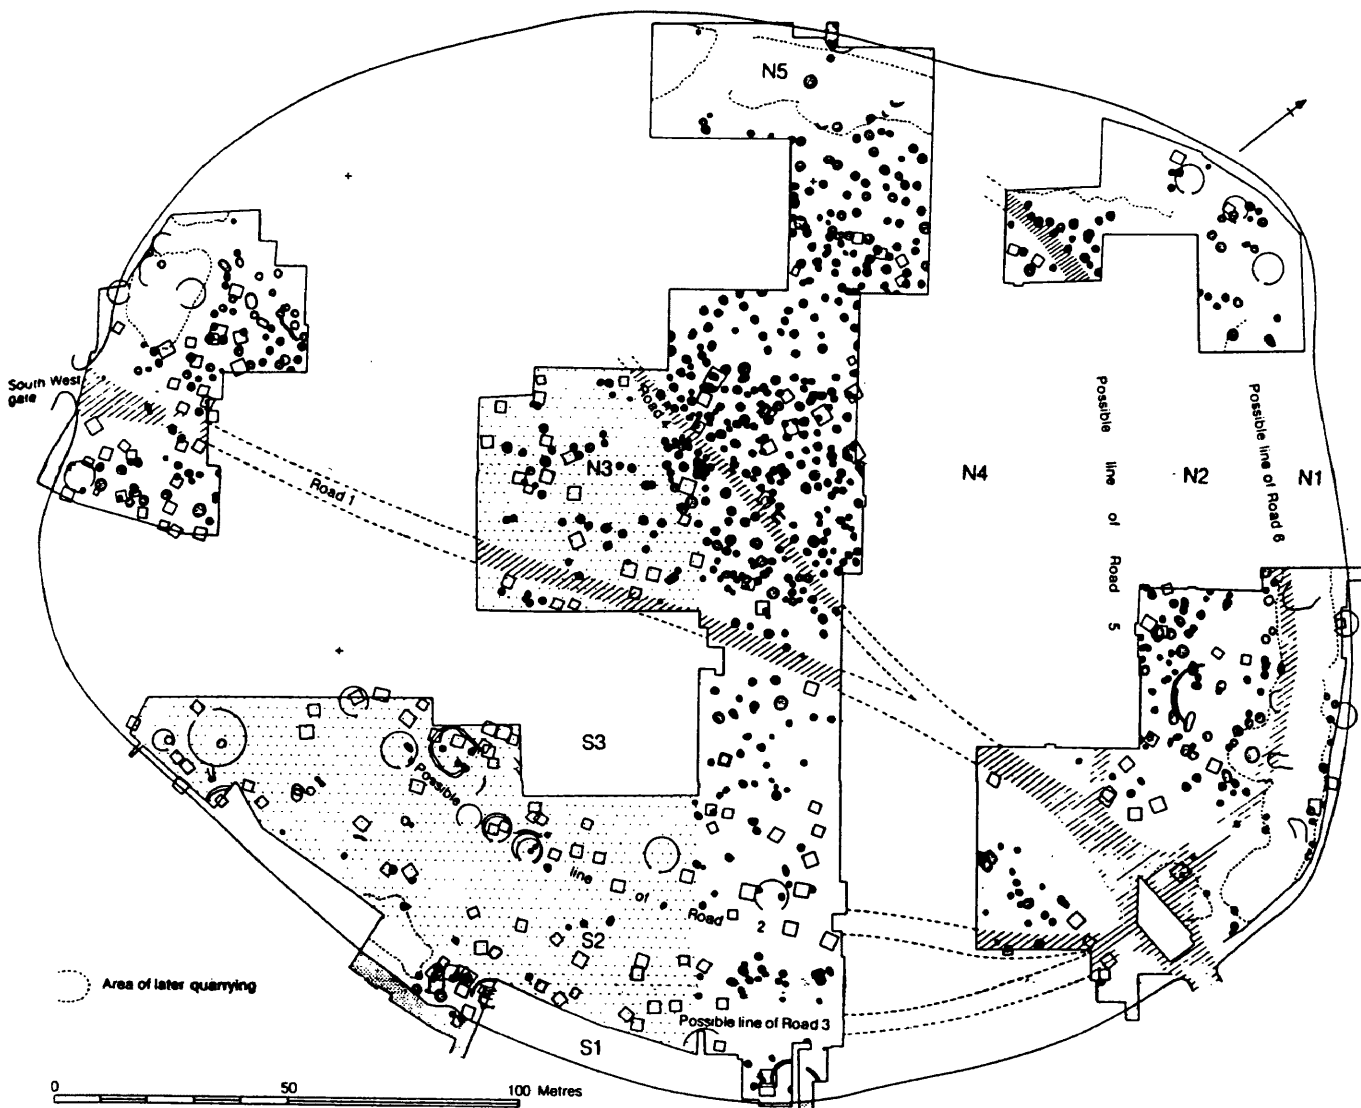 N5
South West
gate
Road 1
Road
N3
N4
N2
N1
Possible line of Road 5
Possible line of Road 6
S3
Possible line of Road 2
S2
Possible line of Road 3
S1
Area of later quarrying
0 50 100 Metres